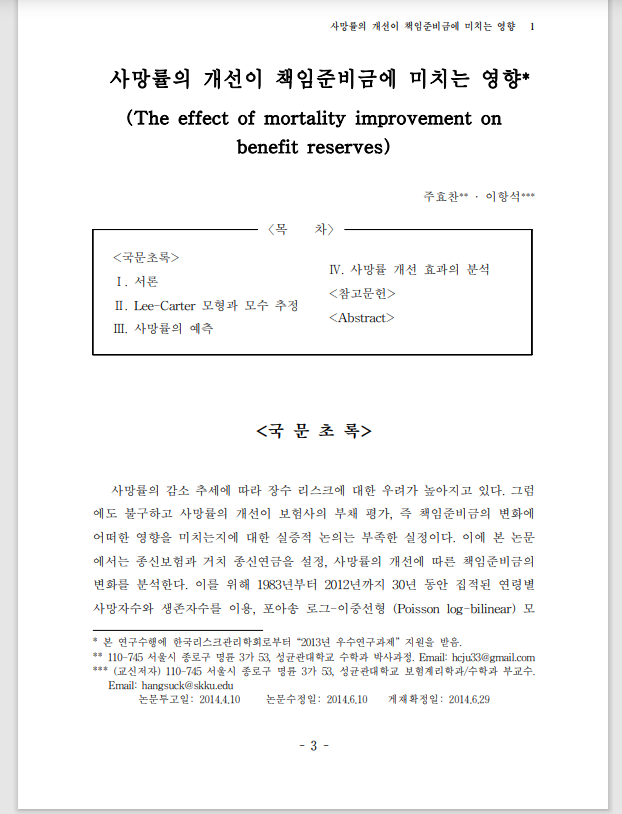 사망률의 개선이 책임준비금에 미치는 영향 1
사망률의 개선이 책임준비금에 미치는 영향*
(The effect of mortality improvement on
benefit reserves)
주효찬** · 이항석***
<목 차>
<국문초록>
Ⅰ. 서론
Ⅱ. Lee-Carter 모형과 모수 추정
Ⅲ. 사망률의 예측
Ⅳ. 사망률 개선 효과의 분석
<참고문헌>
<Abstract>
<국 문 초 록>
사망률의 감소 추세에 따라 장수 리스크에 대한 우려가 높아지고 있다. 그럼
에도 불구하고 사망률의 개선이 보험사의 부채 평가, 즉 책임준비금의 변화에
어떠한 영향을 미치는지에 대한 실증적 논의는 부족한 실정이다. 이에 본 논문
에서는 종신보험과 거치 종신연금을 설정, 사망률의 개선에 따른 책임준비금의
변화를 분석한다. 이를 위해 1983년부터 2012년까지 30년 동안 집적된 연령별
사망자수와 생존자수를 이용, 포아송 로그-이중선형 (Poisson log-bilinear) 모
* 본 연구수행에 한국리스크관리학회로부터 “2013년 우수연구과제” 지원을 받음.
** 110-745 서울시 종로구 명륜 3가 53, 성균관대학교 수학과 박사과정. Email: hcju33@gmail.com
*** (교신저자) 110-745 서울시 종로구 명륜 3가 53, 성균관대학교 보험계리학과/수학과 부교수.
Email: hangsuck@skku.edu
논문투고일: 2014.4.10 논문수정일: 2014.6.10 게재확정일: 2014.6.29
- 3 -